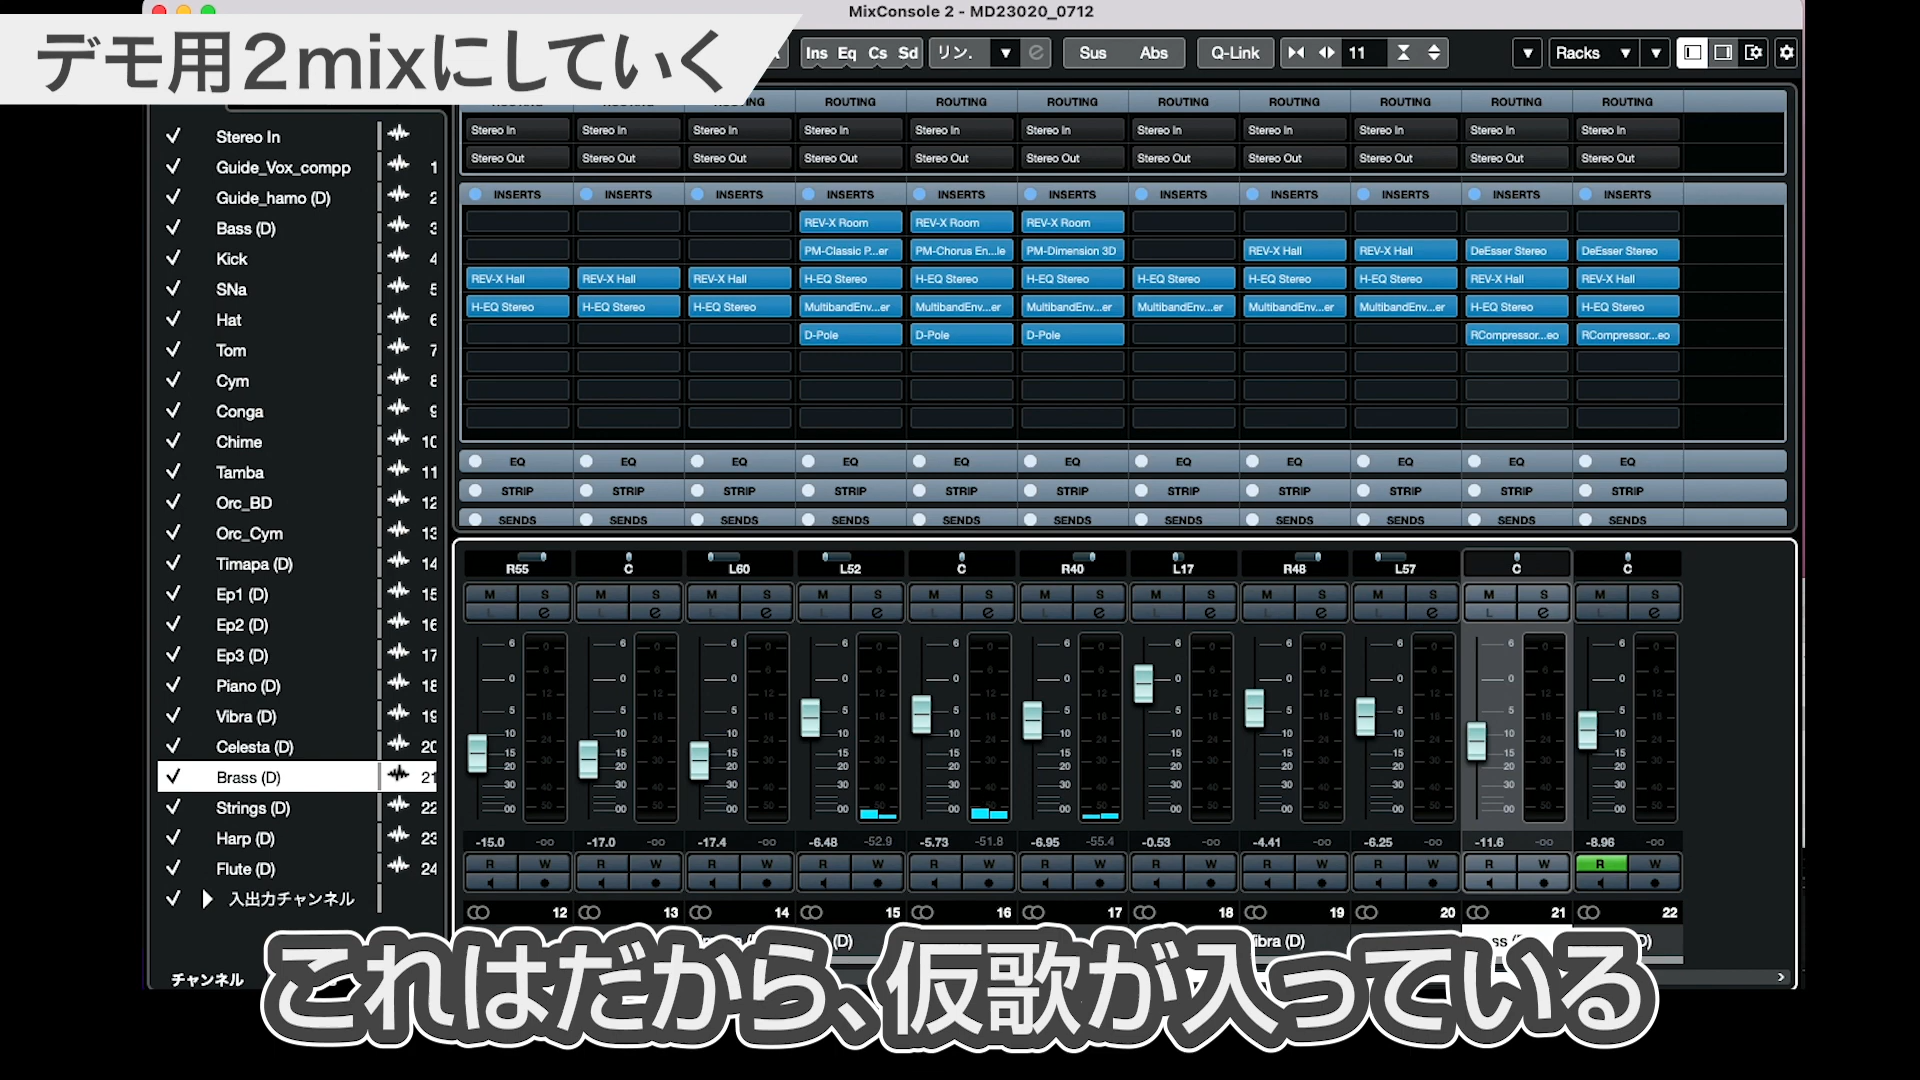 MixConsole 2 - MD23020_0712
デモ用2mixにしていく
Ins Eq Cs Sd リン. Sus Abs Q-Link 11 Racks
ROUTING ROUTING ROUTING ROUTING ROUTING ROUTING ROUTING ROUTING
Stereo In Stereo In Stereo In Stereo In Stereo In Stereo In Stereo In Stereo In Stereo In Stereo In Stereo In
Stereo Out Stereo Out Stereo Out Stereo Out Stereo Out Stereo Out Stereo Out Stereo Out Stereo Out Stereo Out Stereo Out
INSERTS INSERTS INSERTS INSERTS INSERTS INSERTS INSERTS INSERTS INSERTS INSERTS INSERTS
REV-X Room REV-X Room REV-X Room
PM-Classic P...er PM-Chorus En...le PM-Dimension 3D REV-X Hall REV-X Hall DeEsser Stereo DeEsser Stereo
REV-X Hall REV-X Hall REV-X Hall H-EQ Stereo H-EQ Stereo H-EQ Stereo H-EQ Stereo H-EQ Stereo H-EQ Stereo REV-X Hall REV-X Hall
H-EQ Stereo H-EQ Stereo H-EQ Stereo MultibandEnv...er MultibandEnv...er MultibandEnv...er MultibandEnv...er MultibandEnv...er MultibandEnv...er H-EQ Stereo H-EQ Stereo
D-Pole D-Pole D-Pole RCompressor...eo RCompressor...eo
EQ EQ EQ EQ EQ EQ EQ EQ EQ EQ EQ
STRIP STRIP STRIP STRIP STRIP STRIP STRIP STRIP STRIP STRIP STRIP
SENDS SENDS SENDS SENDS SENDS SENDS SENDS SENDS SENDS SENDS SENDS
Stereo In
Guide_Vox_compp 1
Guide_hamo (D) 2
Bass (D) 3
Kick 4
SNa 5
Hat 6
Tom 7
Cym 8
Conga 9
Chime 10
Tamba 11
Orc_BD 12
Orc_Cym 13
Timapa (D) 14
Ep1 (D) 15
Ep2 (D) 16
Ep3 (D) 17
Piano (D) 18
Vibra (D) 19
Celesta (D) 20
Brass (D) 21
Strings (D) 22
Harp (D) 23
Flute (D) 24
入出力チャンネル
チャンネル
R55 C L60 L52 C R40 L17 R48 L57 C C
M S M S M S M S M S M S M S M S M S M S M S
L e L e L e L e L e L e L e L e L e L e L e
-15.0 -oo -17.0 -oo -17.4 -oo -6.48 -52.9 -5.73 -51.8 -6.95 -55.4 -0.53 -oo -4.41 -oo -6.25 -oo -11.6 -oo -8.96 -oo
R W R W R W R W R W R W R W R W R W R W R W
12 13 14 15 16 17 18 19 20 21 22
(D) ibra (D)
これはだから、仮歌が入っている